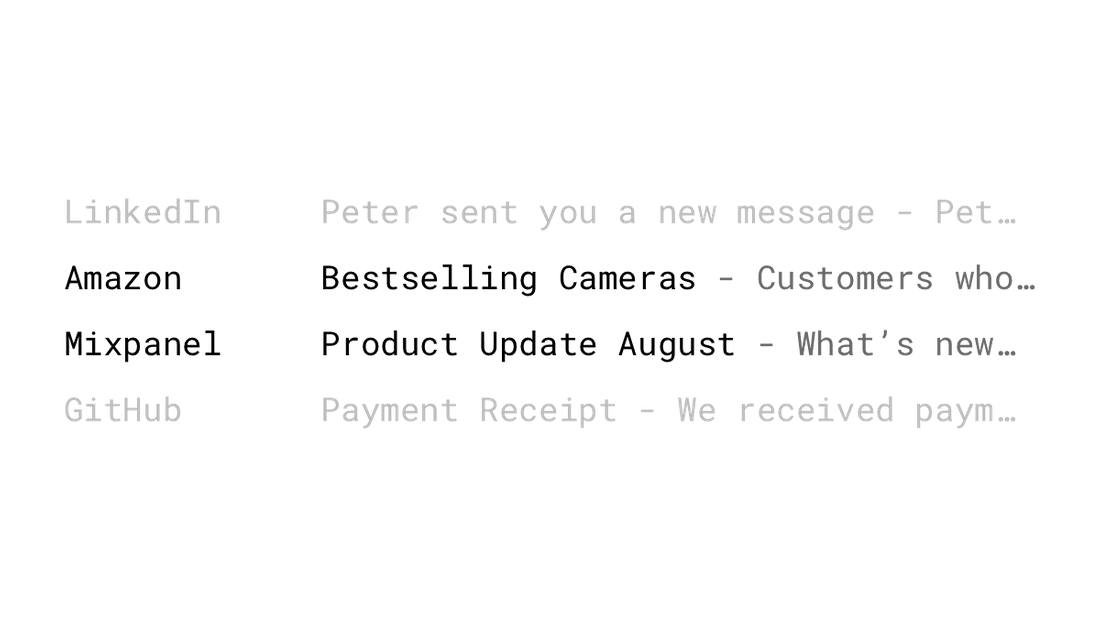 LinkedIn Peter sent you a new message - Pet…
Amazon Bestselling Cameras - Customers who…
Mixpanel Product Update August - What’s new…
GitHub Payment Receipt - We received paym…